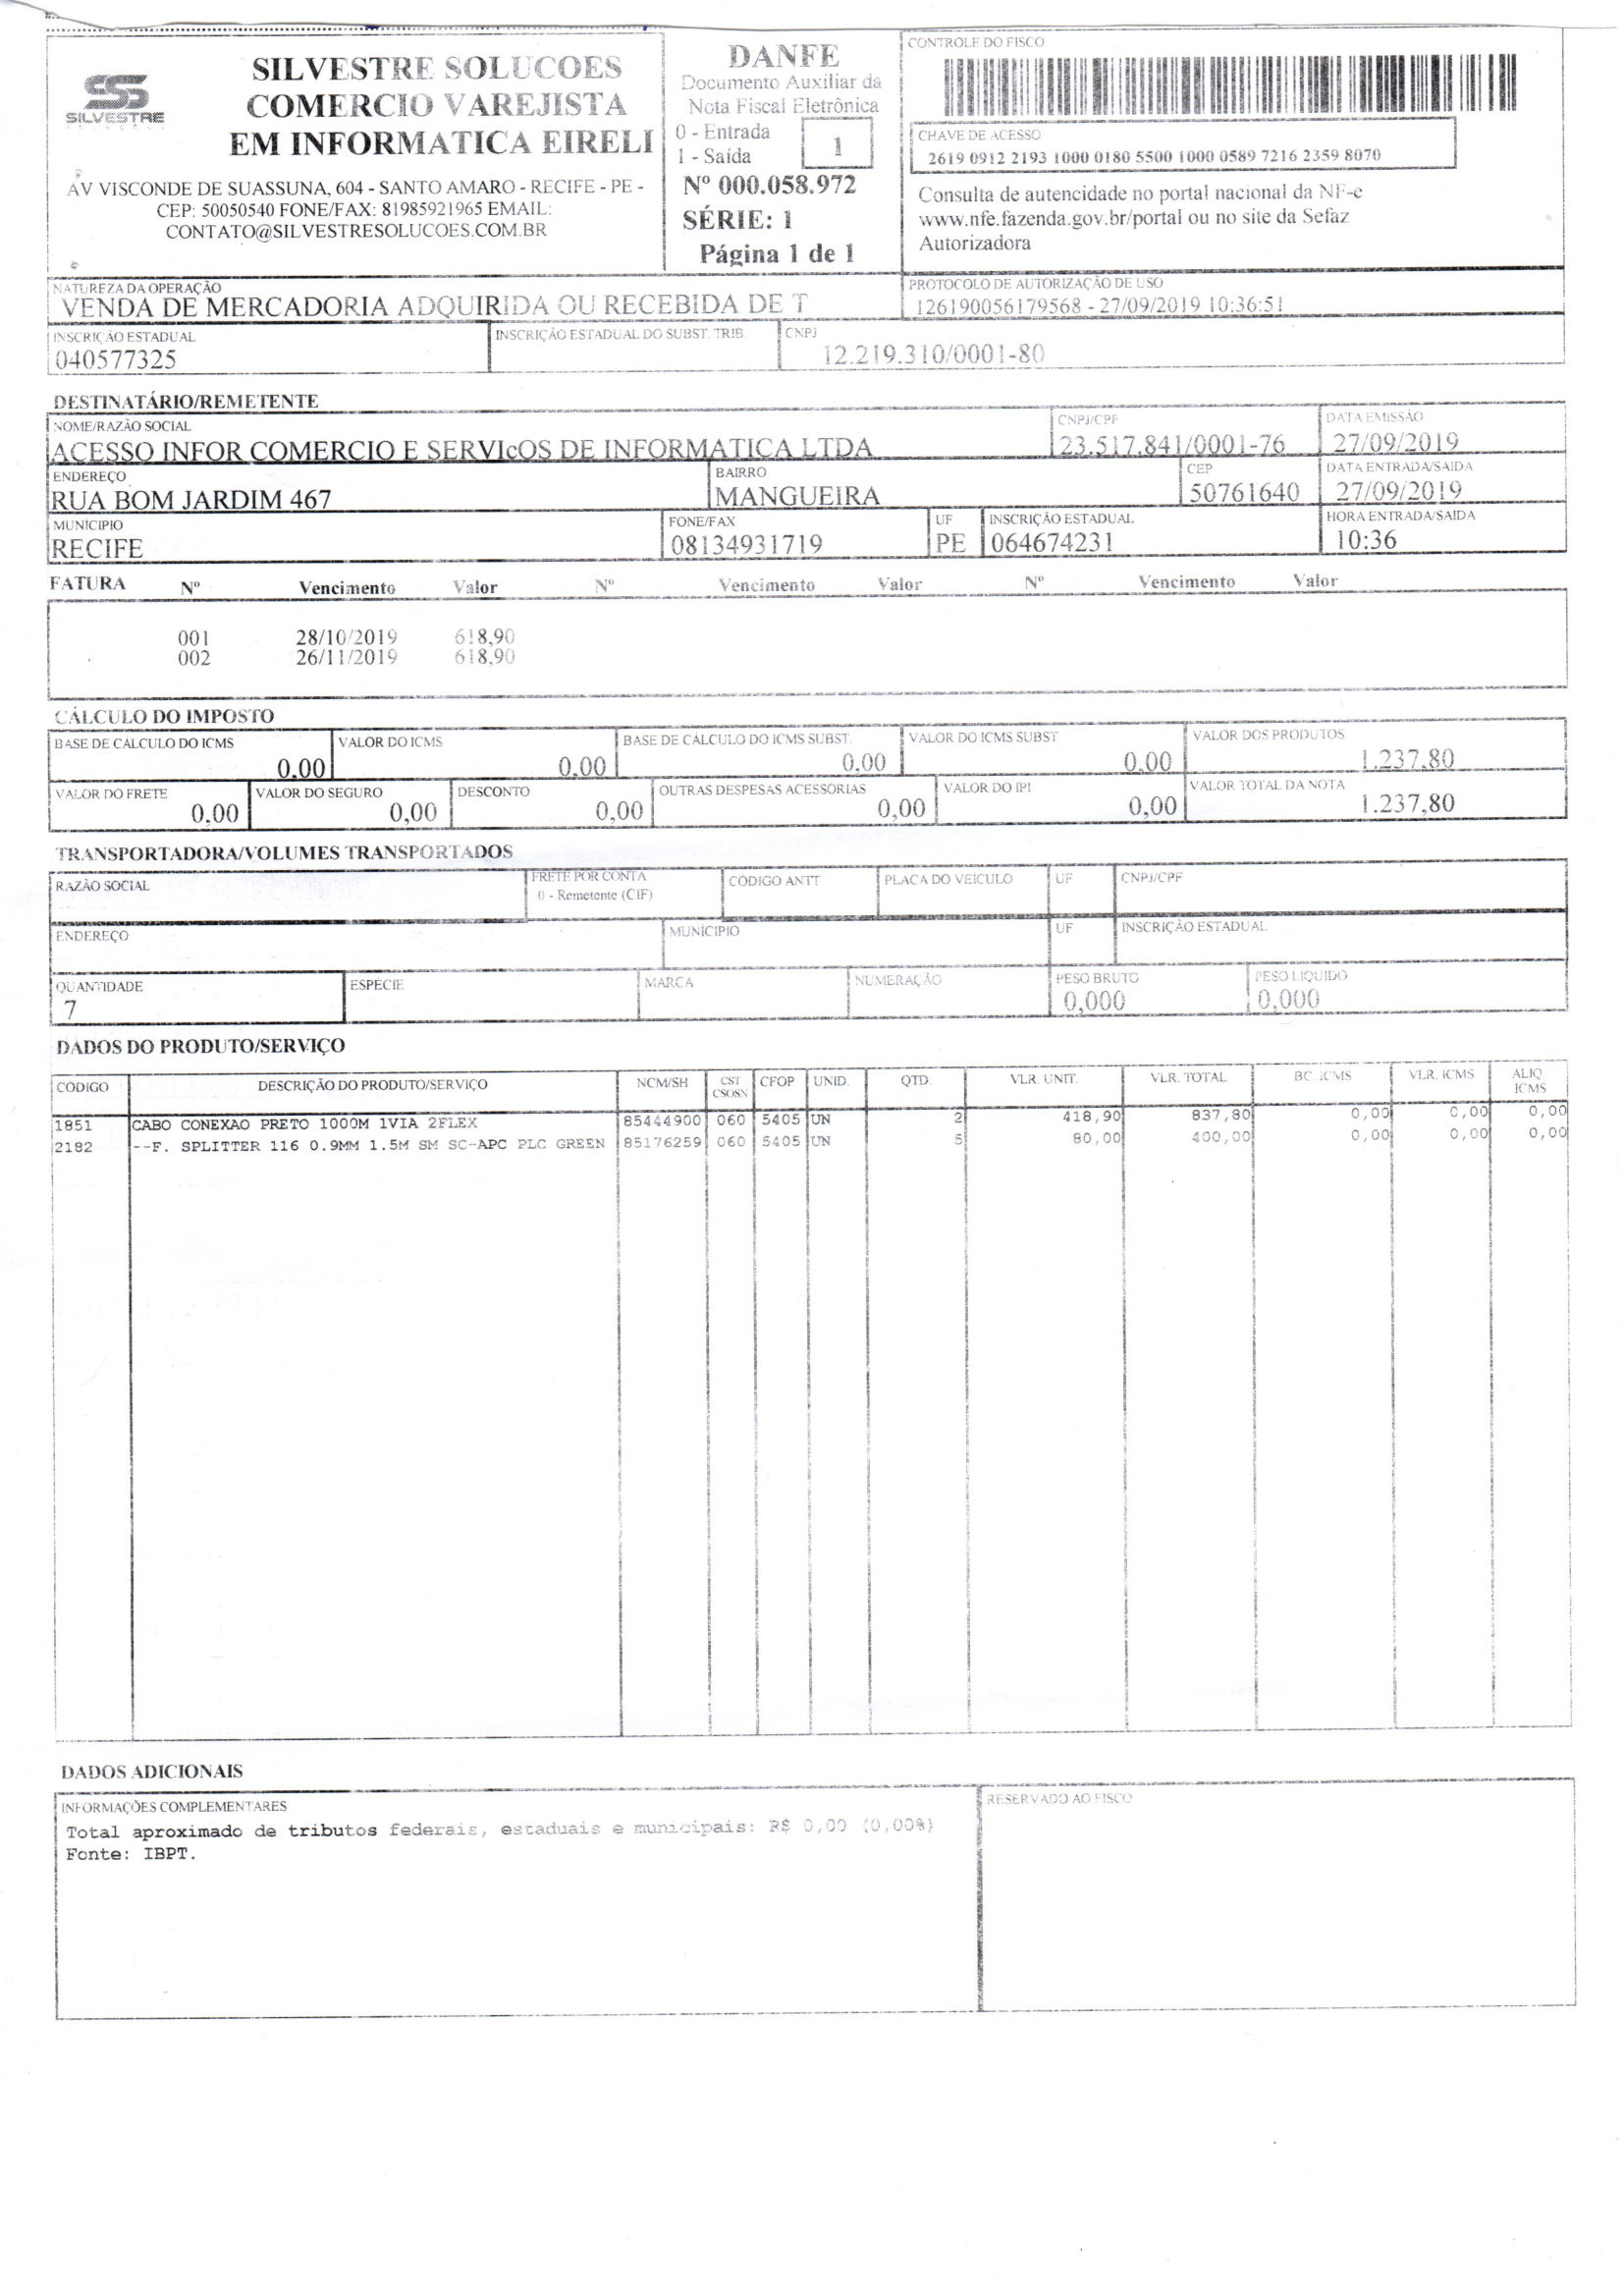 SILVESTRE
SILVESTRE SOLUCOES
COMERCIO VAREJISTA
EM INFORMATICA EIRELI
AV VISCONDE DE SUASSUNA, 604 - SANTO AMARO - RECIFE - PE -
CEP: 50050540 FONE/FAX: 81985921965 EMAIL:
CONTATO@SILVESTRESOLUCOES.COM.BR
DANFE
Documento Auxiliar da
Nota Fiscal Eletrônica
0 - Entrada
1 - Saída
1
Nº 000.058.972
SÉRIE: 1
Página 1 de 1
CONTROLE DO FISCO
CHAVE DE ACESSO
2619 0912 2193 1000 0180 5500 1000 0589 7216 2359 8070
Consulta de autencidade no portal nacional da NF-e
www.nfe.fazenda.gov.br/portal ou no site da Sefaz
Autorizadora
NATUREZA DA OPERAÇÃO
VENDA DE MERCADORIA ADQUIRIDA OU RECEBIDA DE T
PROTOCOLO DE AUTORIZAÇÃO DE USO
126190056179568 - 27/09/2019 10:36:51
INSCRIÇÃO ESTADUAL
040577325
INSCRIÇÃO ESTADUAL DO SUBST. TRIB.
CNPJ
12.219.310/0001-80
DESTINATÁRIO/REMETENTE
NOME/RAZÃO SOCIAL
ACESSO INFOR COMERCIO E SERVIcOS DE INFORMATICA LTDA
CNPJ/CPF
23.517.841/0001-76
DATA EMISSÃO
27/09/2019
ENDEREÇO
RUA BOM JARDIM 467
BAIRRO
MANGUEIRA
CEP
50761640
DATA ENTRADA/SAIDA
27/09/2019
MUNICIPIO
RECIFE
FONE/FAX
08134931719
UF
PE
INSCRIÇÃO ESTADUAL
064674231
HORA ENTRADA/SAIDA
10:36
FATURA Nº Vencimento Valor Nº Vencimento Valor Nº Vencimento Valor
001 28/10/2019 618,90
002 26/11/2019 618,90
CÁLCULO DO IMPOSTO
BASE DE CÁLCULO DO ICMS
0,00
VALOR DO ICMS
0,00
BASE DE CÁLCULO DO ICMS SUBST.
0,00
VALOR DO ICMS SUBST
0,00
VALOR DOS PRODUTOS
1.237,80
VALOR DO FRETE
0,00
VALOR DO SEGURO
0,00
DESCONTO
0,00
OUTRAS DESPESAS ACESSÓRIAS
0,00
VALOR DO IPI
0,00
VALOR TOTAL DA NOTA
1.237,80
TRANSPORTADORA/VOLUMES TRANSPORTADOS
RAZÃO SOCIAL
FRETE POR CONTA
0 - Remetente (CIF)
CÓDIGO ANTT
PLACA DO VEÍCULO
UF
CNPJ/CPF
ENDEREÇO
MUNICÍPIO
UF
INSCRIÇÃO ESTADUAL
QUANTIDADE
7
ESPÉCIE
MARCA
NUMERAÇÃO
PESO BRUTO
0,000
PESO LÍQUIDO
0,000
DADOS DO PRODUTO/SERVIÇO
CODIGO DESCRIÇÃO DO PRODUTO/SERVIÇO NCM/SH CST CSOSN CFOP UNID. QTD. VLR. UNIT. VLR. TOTAL BC. ICMS VLR. ICMS ALIQ. ICMS
1851 CABO CONEXAO PRETO 1000M 1VIA 2FLEX 85444900 060 5405 UN 2 418,90 837,80 0,00 0,00 0,00
2182 --F. SPLITTER 116 0.9MM 1.5M SM SC-APC PLC GREEN 85176259 060 5405 UN 5 80,00 400,00 0,00 0,00 0,00
DADOS ADICIONAIS
INFORMAÇÕES COMPLEMENTARES
Total aproximado de tributos federais, estaduais e municipais: R$ 0,00 (0,00%)
Fonte: IBPT.
RESERVADO AO FISCO